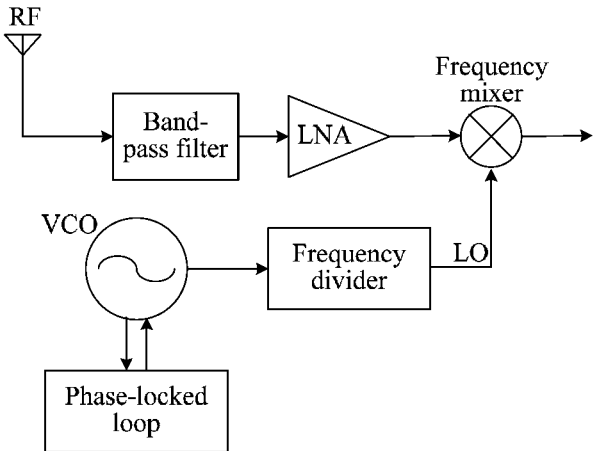 RF
Frequency
mixer
Band-
pass filter
LNA
VCO
Frequency
divider
LO
Phase-locked
loop